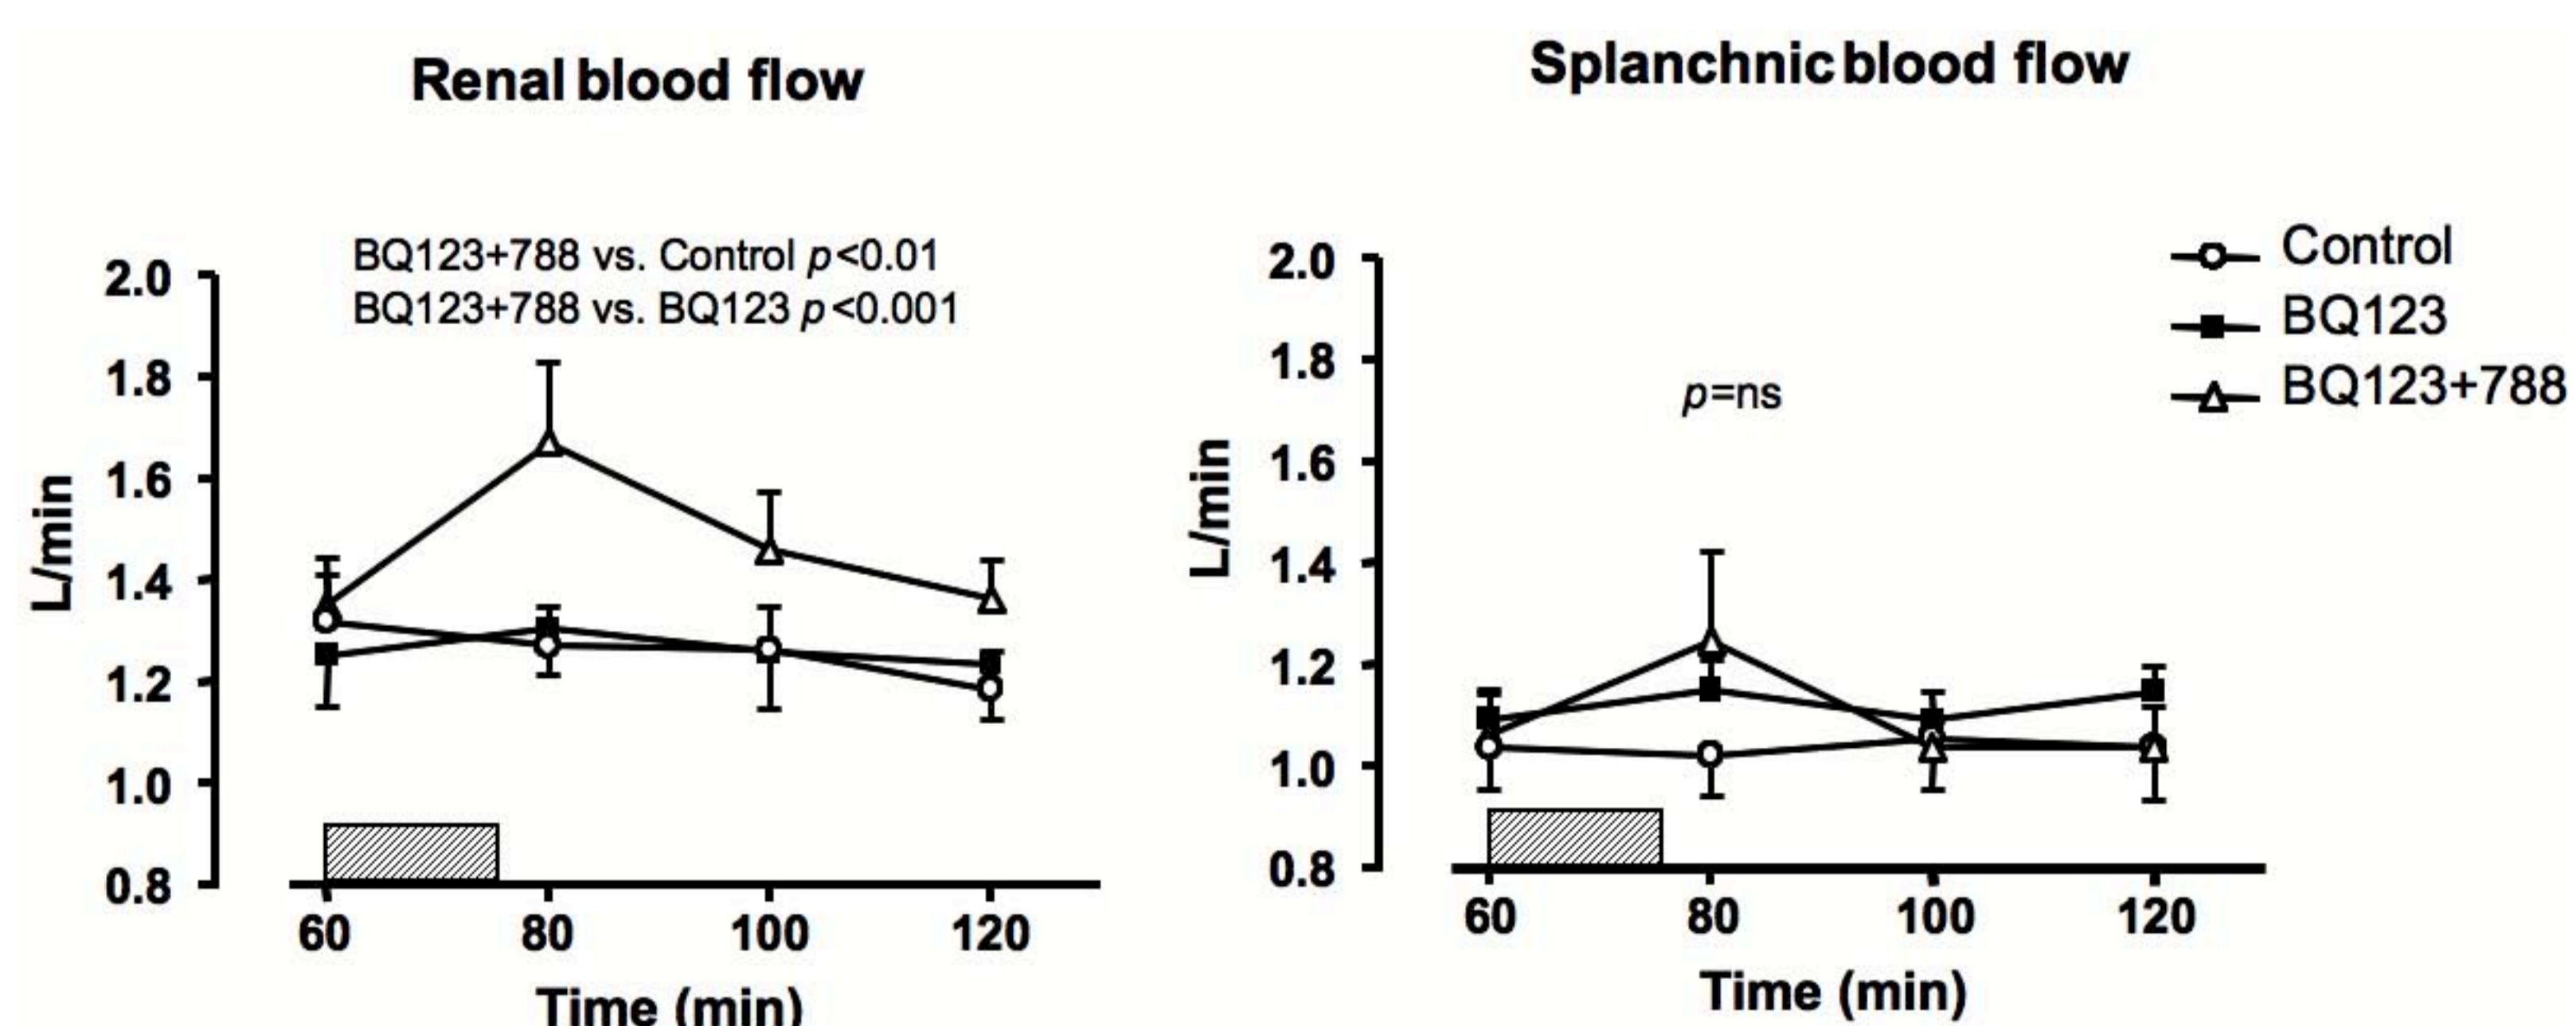 Renal blood flow
BQ123+788 vs. Control p<0.01
BQ123+788 vs. BQ123 p<0.001
2.0
1.8
1.6
1.4
1.2
1.0
0.8
L/min
60 80 100 120
Time (min)
Splanchnic blood flow
p=ns
2.0
1.8
1.6
1.4
1.2
1.0
0.8
L/min
60 80 100 120
Time (min)
Control
BQ123
BQ123+788